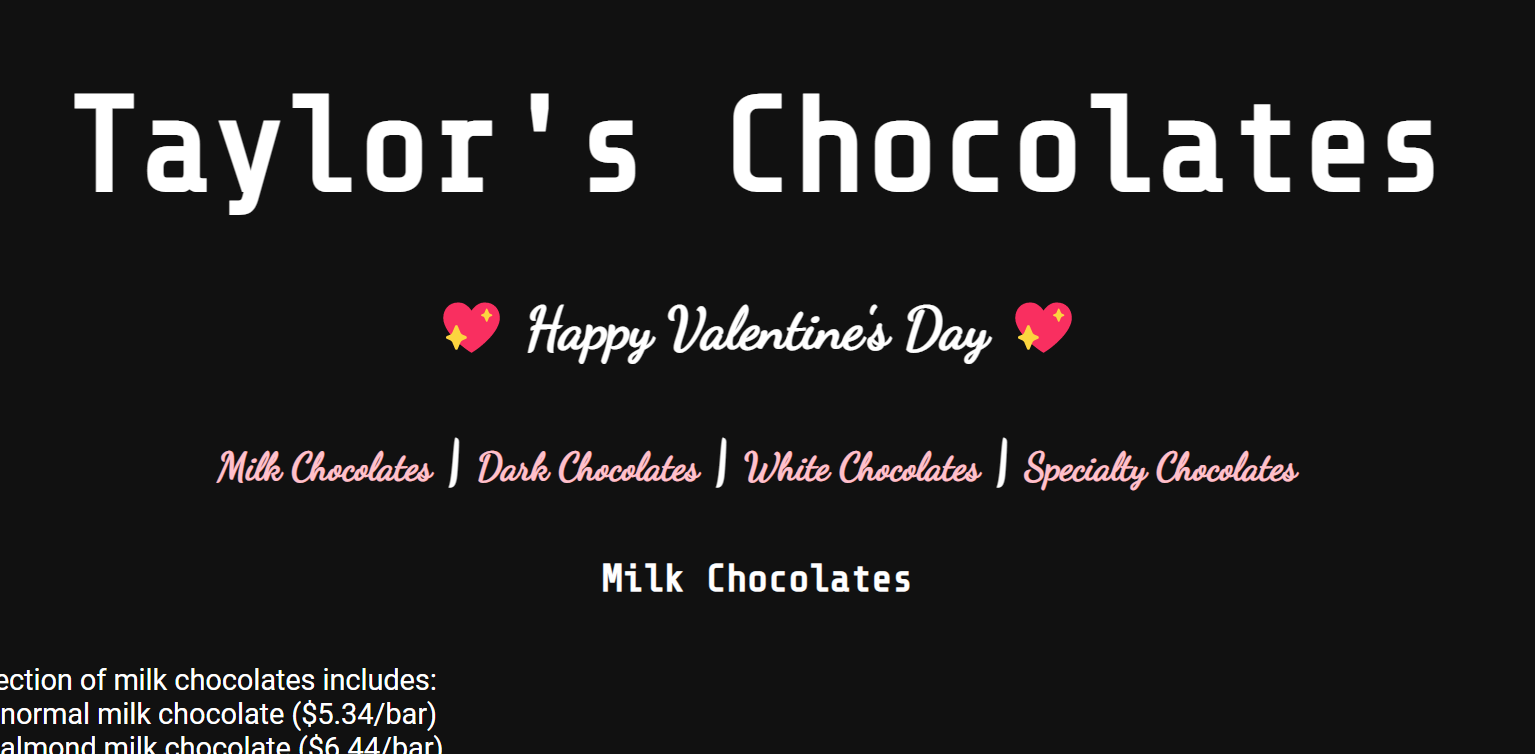 Taylor's Chocolates
💖 Happy Valentine's Day 💖
Milk Chocolates | Dark Chocolates | White Chocolates | Specialty Chocolates
Milk Chocolates
ection of milk chocolates includes:
normal milk chocolate ($5.34/bar)
almond milk chocolate ($6.44/bar)